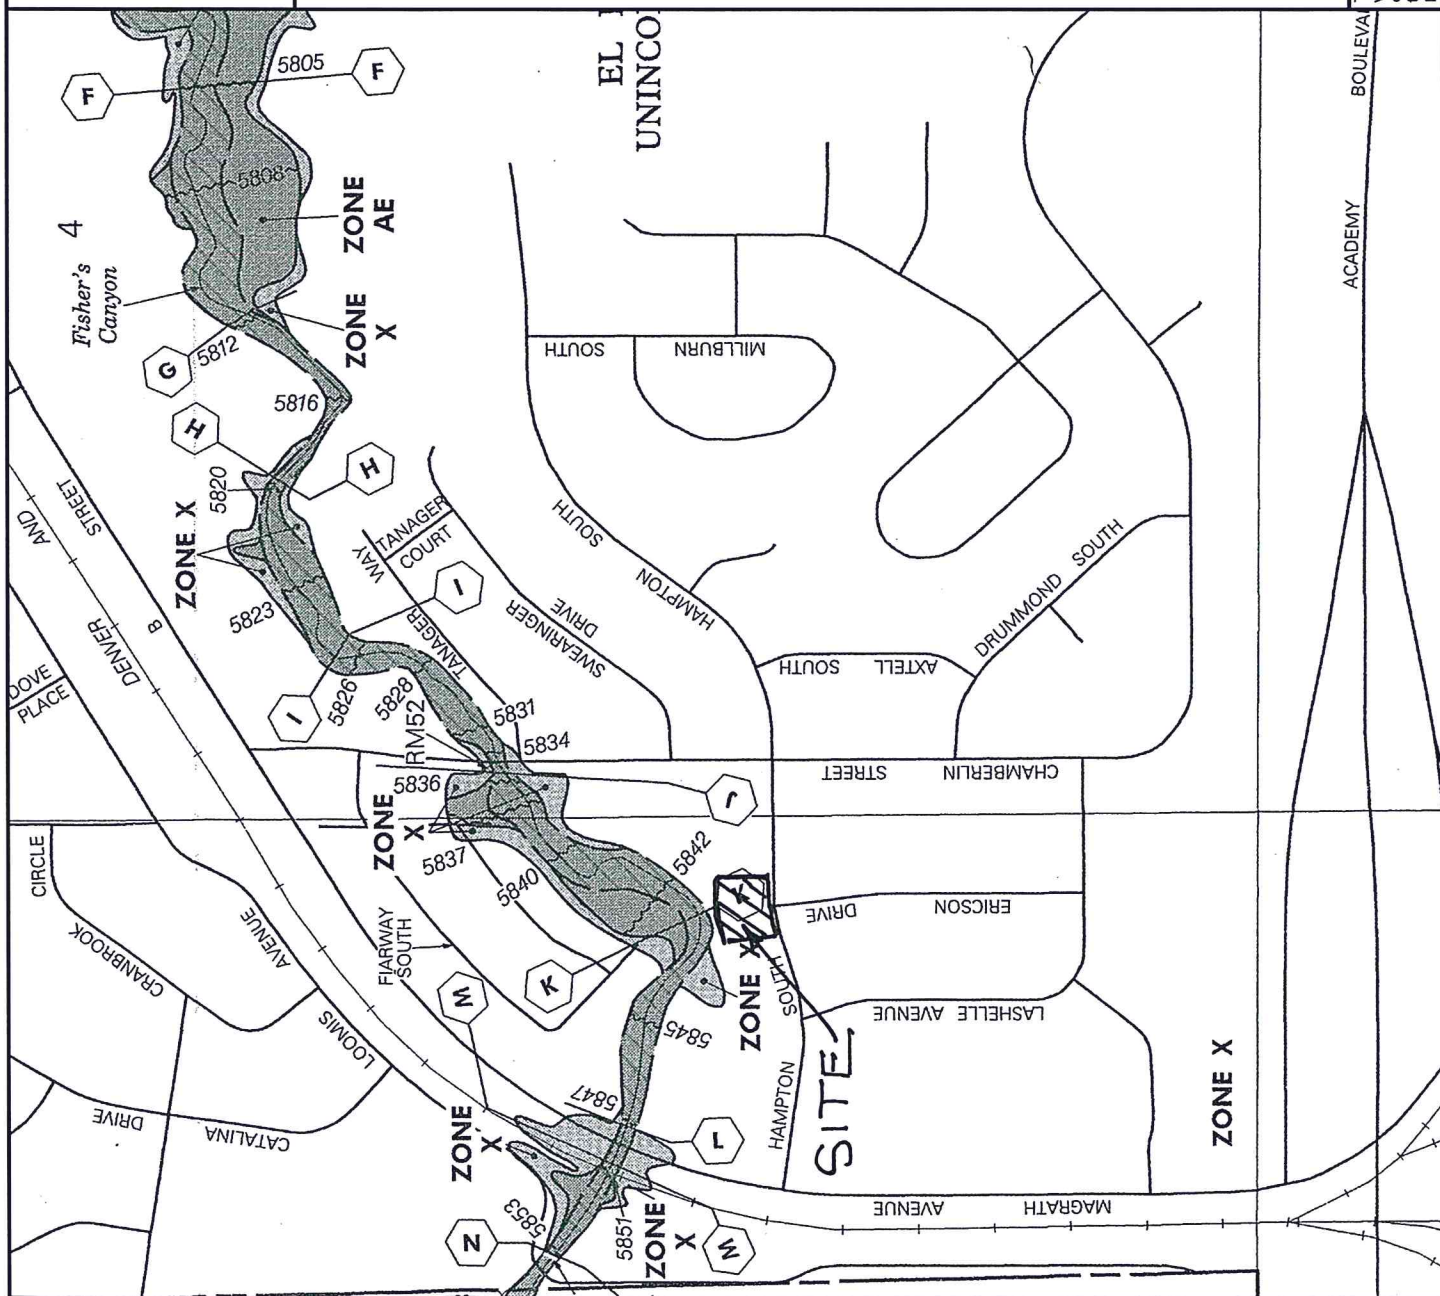 EL
UNINCO
BOULEVA
F
5805
F
5808
ZONE
AE
4
Fisher's
Canyon
ACADEMY
ZONE
X
G
5812
SOUTH
MILLBURN
5816
H
H
5820
STREET
AND
ZONE X
TANAGER
COURT
WAY
SOUTH
I
5823
HAMPTON
DRIVE
SWEARINGER
DRUMMOND SOUTH
DENVER
B
TANAGER
DOVE
PLACE
SOUTH
AXTELL
I
5826
5828
RM52
5831
5834
5836
STREET
CHAMBERLIN
J
ZONE
X
5837
5840
5842
CIRCLE
K
DRIVE
ERICSON
CRANBROOK
AVENUE
FIARWAY
SOUTH
M
K
ZONE X
SOUTH
LASHELLE AVENUE
LOOMIS
5845
SITE
HAMPTON
ZONE X
DRIVE
CATALINA
5847
ZONE
X
L
5853
5851
ZONE
X
AVENUE
MAGRATH
N
M